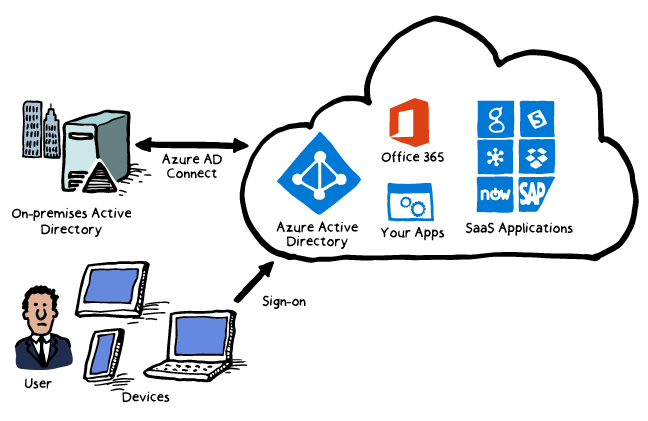 Office 365
Azure AD
Connect
now
SAP
On-premises Active
Directory
Azure Active
Directory
Your Apps
SaaS Applications
Sign-on
User
Devices